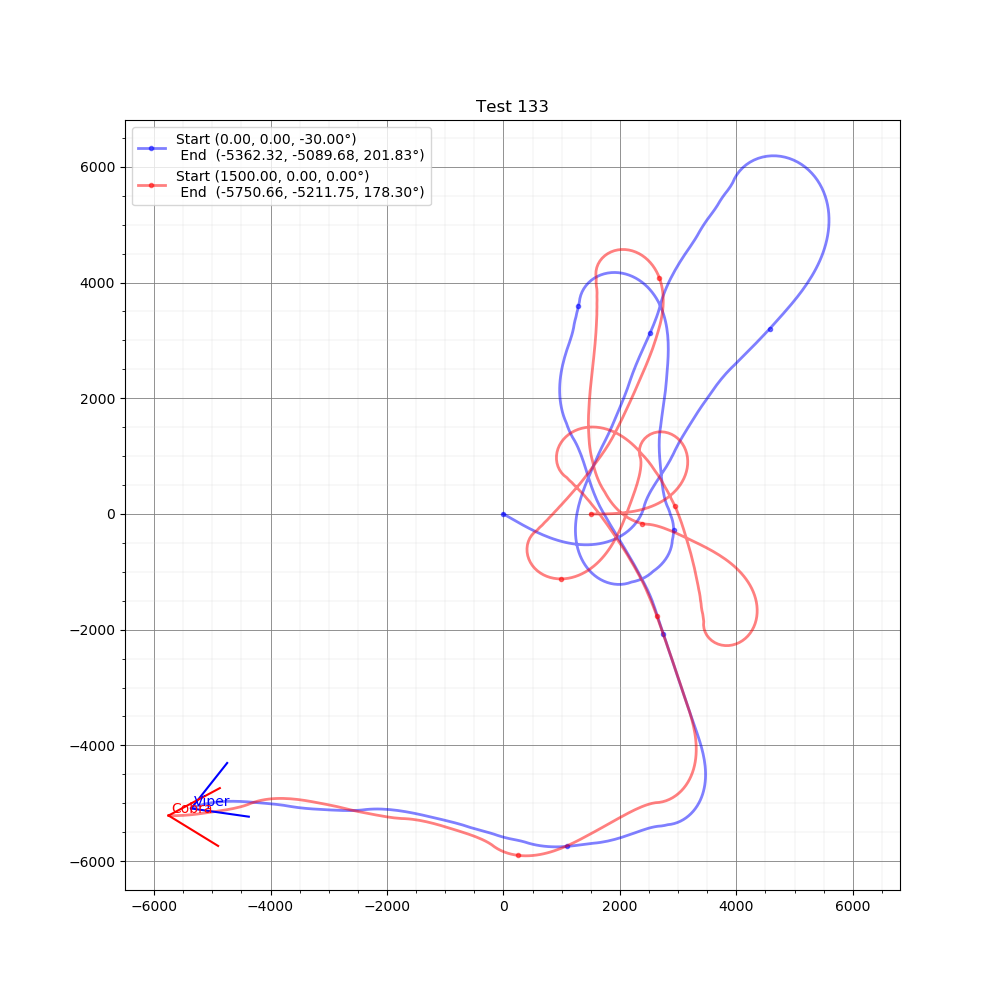 Test 133
Start (0.00, 0.00, -30.00°)
End (-5362.32, -5089.68, 201.83°)
Start (1500.00, 0.00, 0.00°)
End (-5750.66, -5211.75, 178.30°)
6000
4000
2000
0
−2000
−4000
−6000
Viper
Cobra
−6000 −4000 −2000 0 2000 4000 6000